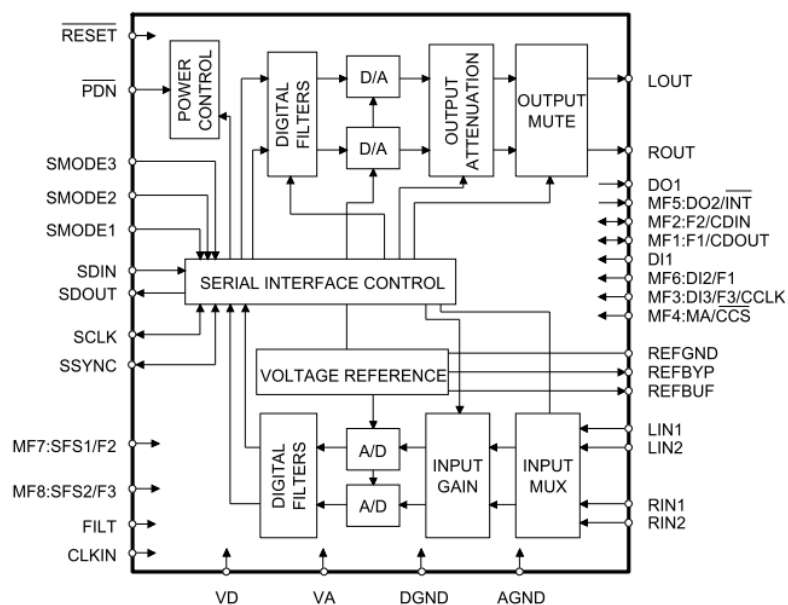 RESET
PDN
SMODE3
SMODE2
SMODE1
SDIN
SDOUT
SCLK
SSYNC
MF7:SFS1/F2
MF8:SFS2/F3
FILT
CLKIN
POWER
CONTROL
DIGITAL
FILTERS
D/A
D/A
OUTPUT
ATTENUATION
OUTPUT
MUTE
SERIAL INTERFACE CONTROL
VOLTAGE REFERENCE
DIGITAL
FILTERS
A/D
A/D
INPUT
GAIN
INPUT
MUX
LOUT
ROUT
DO1
MF5:DO2/INT
MF2:F2/CDIN
MF1:F1/CDOUT
DI1
MF6:DI2/F1
MF3:DI3/F3/CCLK
MF4:MA/CCS
REFGND
REFBYP
REFBUF
LIN1
LIN2
RIN1
RIN2
VD
VA
DGND
AGND